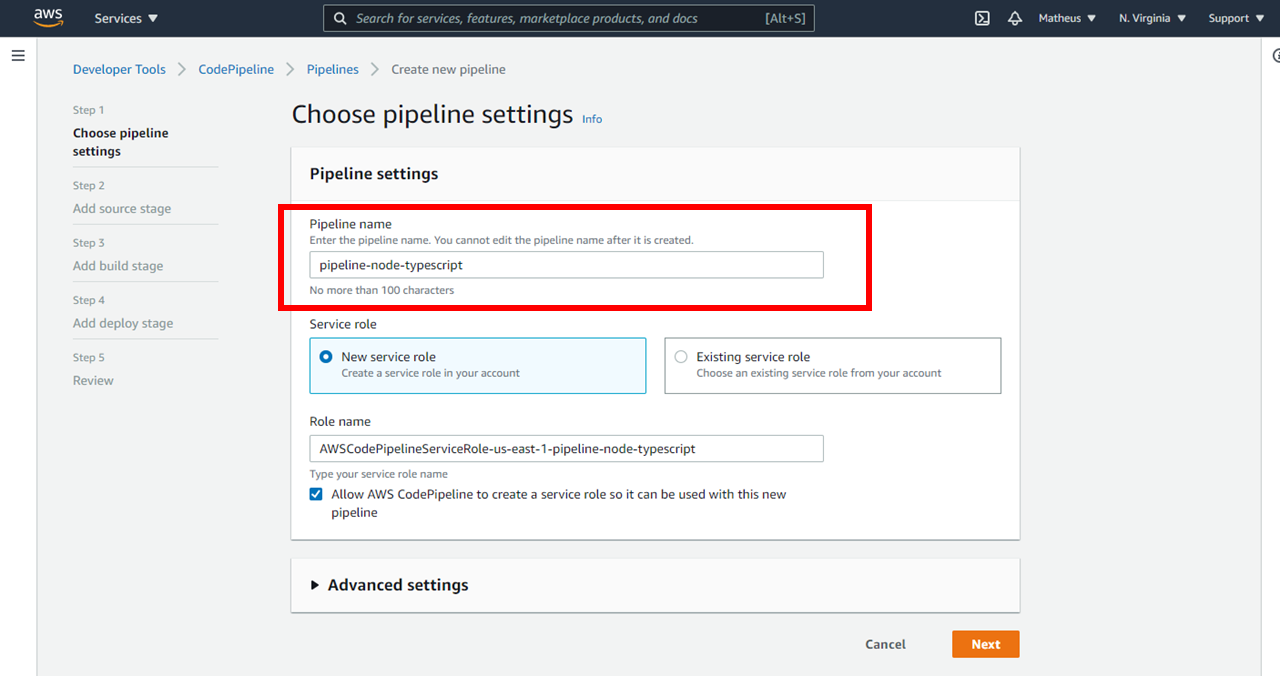 aws
Services
Search for services, features, marketplace products, and docs
[Alt+S]
Matheus
N. Virginia
Support
Developer Tools
CodePipeline
Pipelines
Create new pipeline
Step 1
Choose pipeline
settings
Step 2
Add source stage
Step 3
Add build stage
Step 4
Add deploy stage
Step 5
Review
Choose pipeline settings Info
Pipeline settings
Pipeline name
Enter the pipeline name. You cannot edit the pipeline name after it is created.
pipeline-node-typescript
No more than 100 characters
Service role
New service role
Create a service role in your account
Existing service role
Choose an existing service role from your account
Role name
AWSCodePipelineServiceRole-us-east-1-pipeline-node-typescript
Type your service role name
Allow AWS CodePipeline to create a service role so it can be used with this new
pipeline
Advanced settings
Cancel
Next